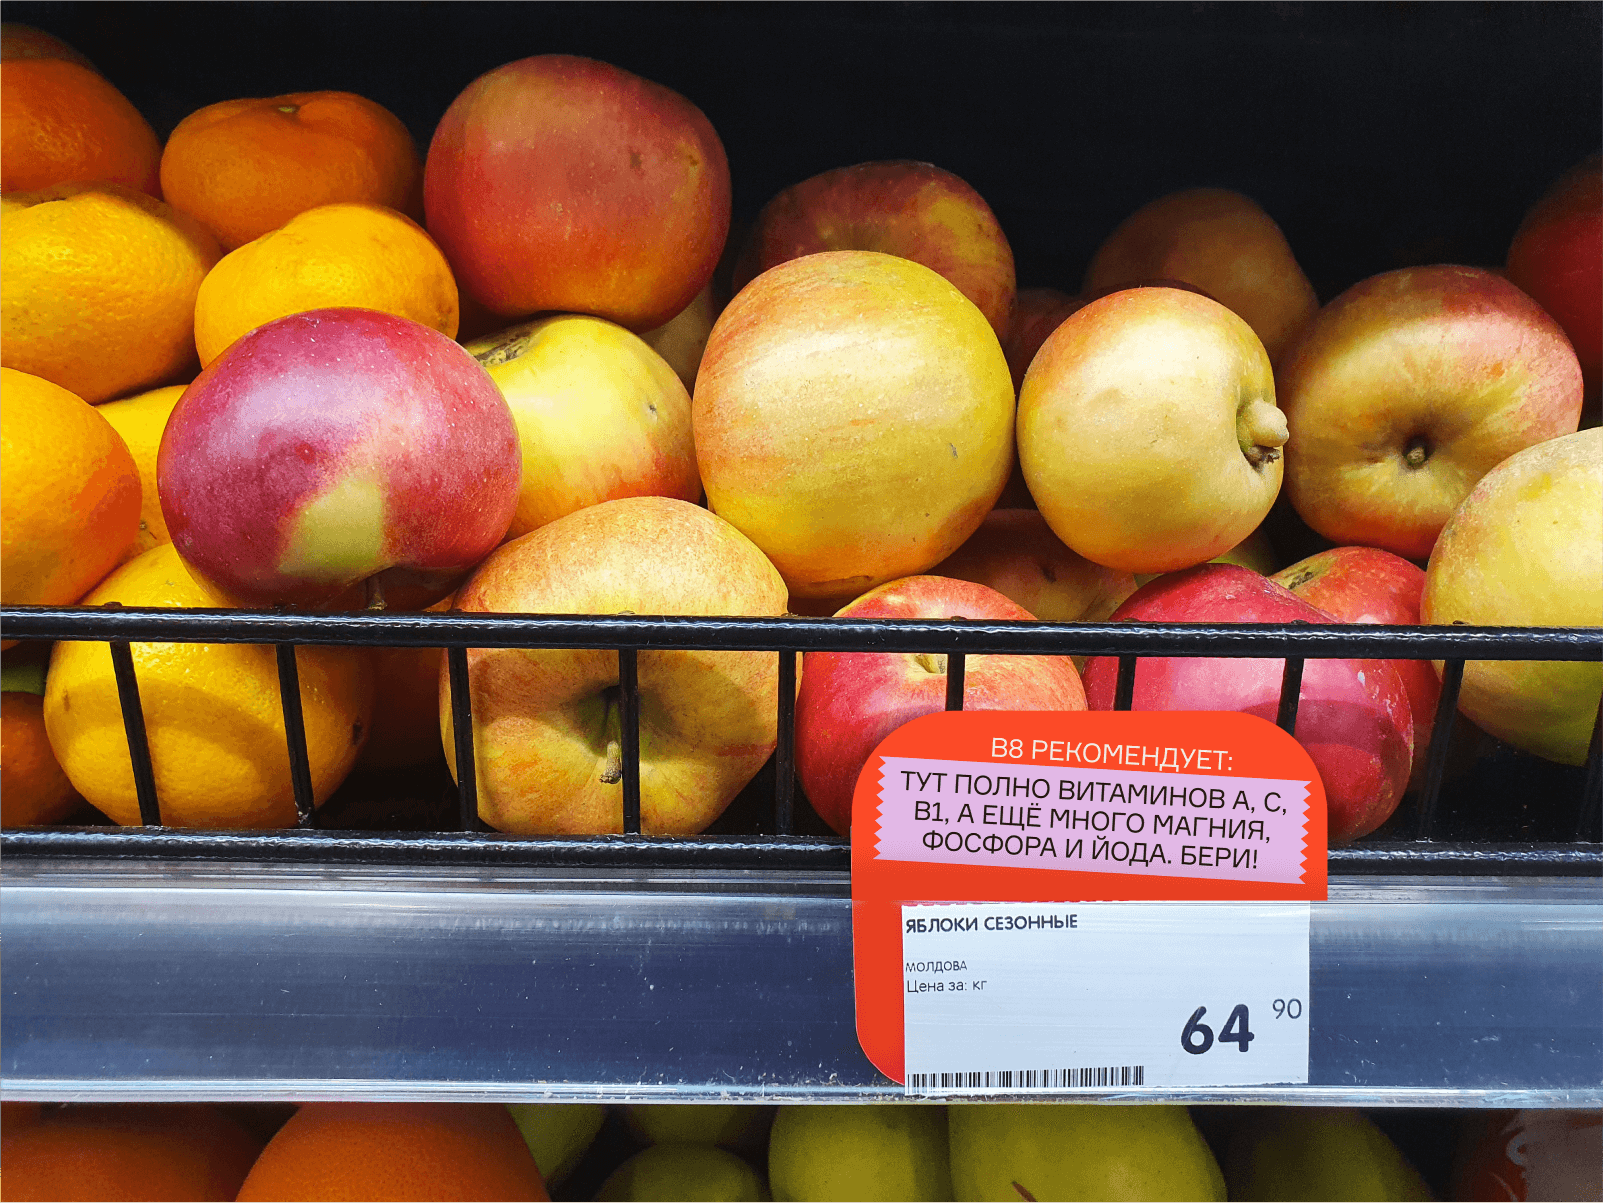 В8 РЕКОМЕНДУЕТ:
ТУТ ПОЛНО ВИТАМИНОВ А, С,
В1, А ЕЩЁ МНОГО МАГНИЯ,
ФОСФОРА И ЙОДА. БЕРИ!
ЯБЛОКИ СЕЗОННЫЕ
МОЛДОВА
Цена за: кг
64 90